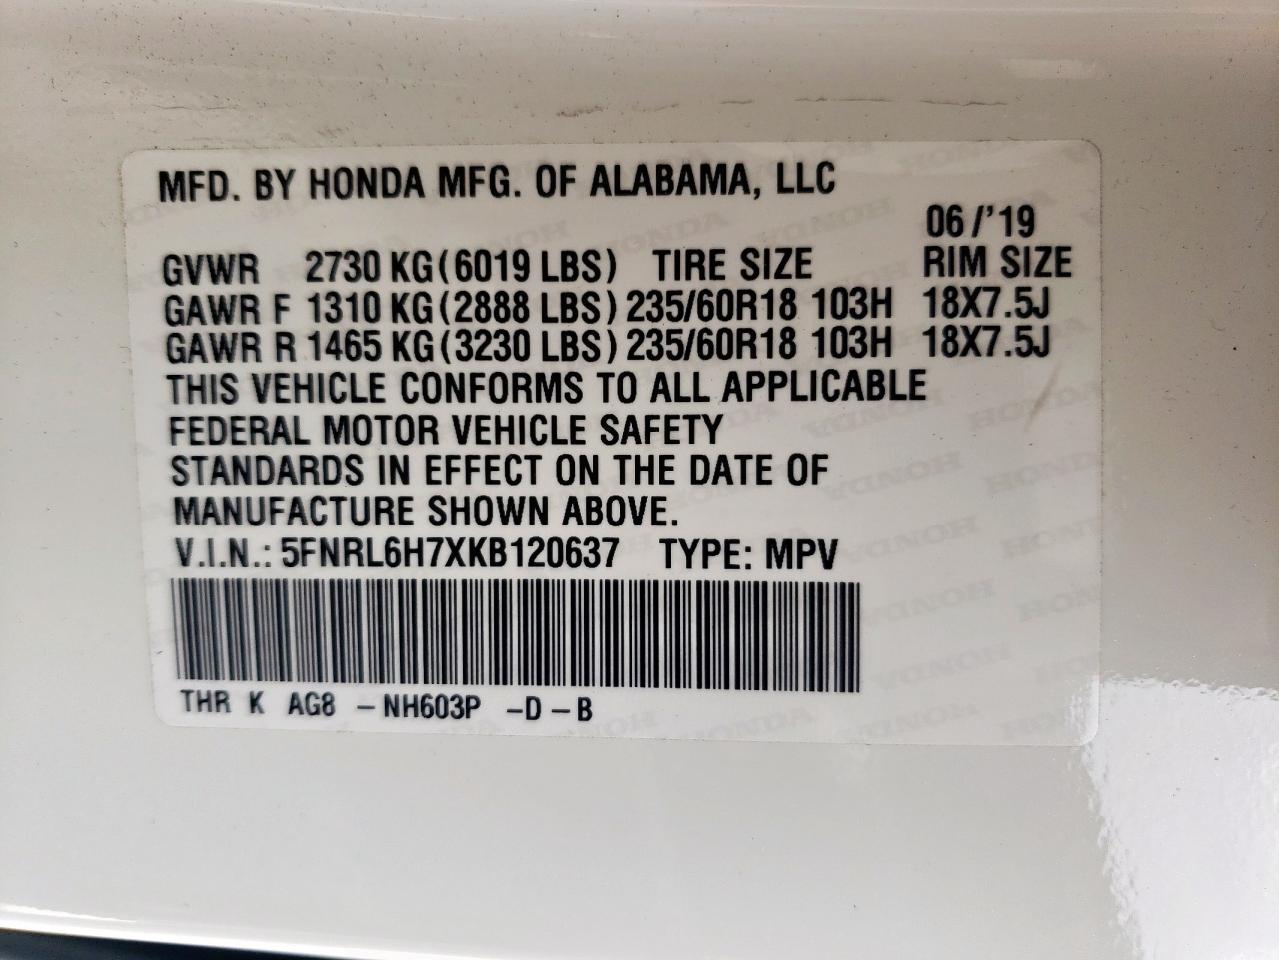 MFD. BY HONDA MFG. OF ALABAMA, LLC
06/'19
GVWR 2730 KG(6019 LBS) TIRE SIZE RIM SIZE
GAWR F 1310 KG(2888 LBS) 235/60R18 103H 18X7.5J
GAWR R 1465 KG(3230 LBS) 235/60R18 103H 18X7.5J
THIS VEHICLE CONFORMS TO ALL APPLICABLE
FEDERAL MOTOR VEHICLE SAFETY
STANDARDS IN EFFECT ON THE DATE OF
MANUFACTURE SHOWN ABOVE.
V.I.N.: 5FNRL6H7XKB120637 TYPE: MPV
THR K AG8 -NH603P -D-B